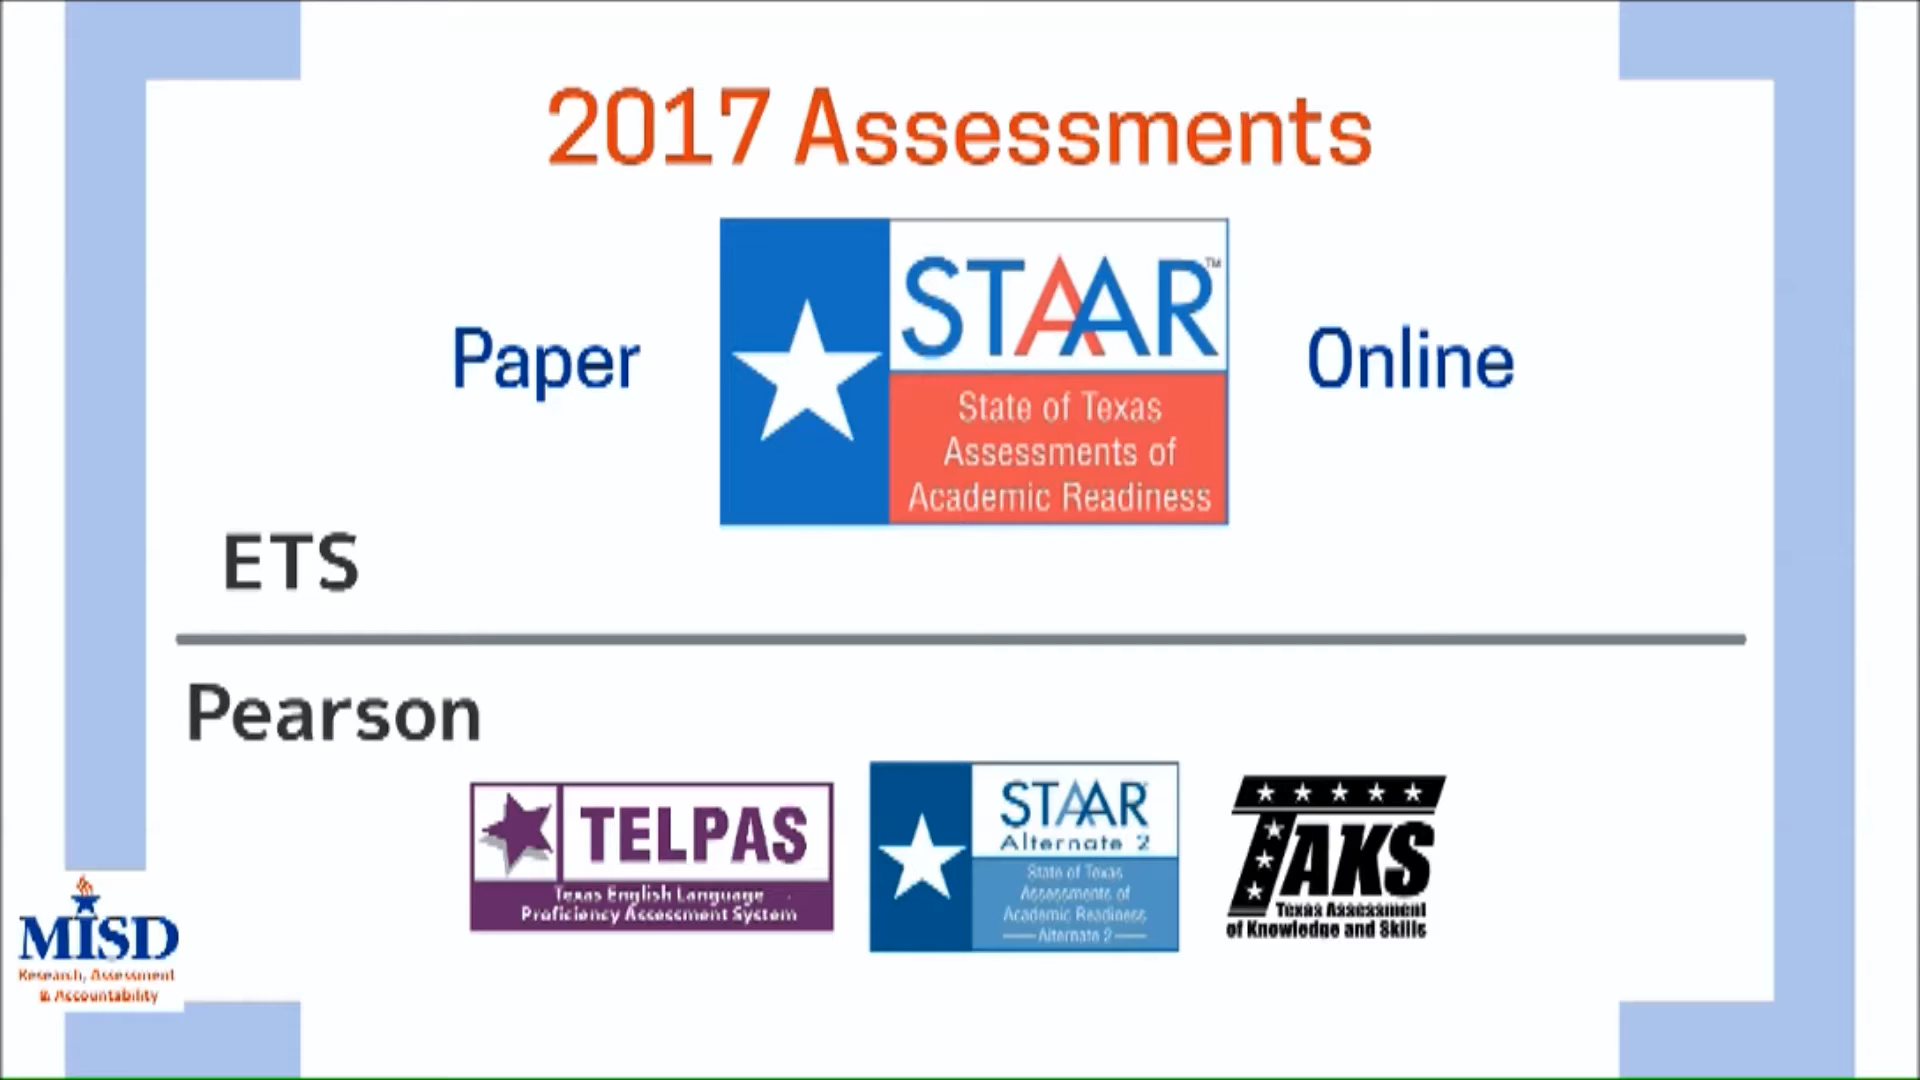 2017 Assessments
Paper
STAAR™
State of Texas
Assessments of
Academic Readiness
Online
ETS
Pearson
TELPAS
Texas English Language
Proficiency Assessment System
STAAR
Alternate 2
State of Texas
Assessments of
Academic Readiness
Alternate 2
TAKS
Texas Assessment
of Knowledge and Skills
MISD
Research, Assessment
& Accountability